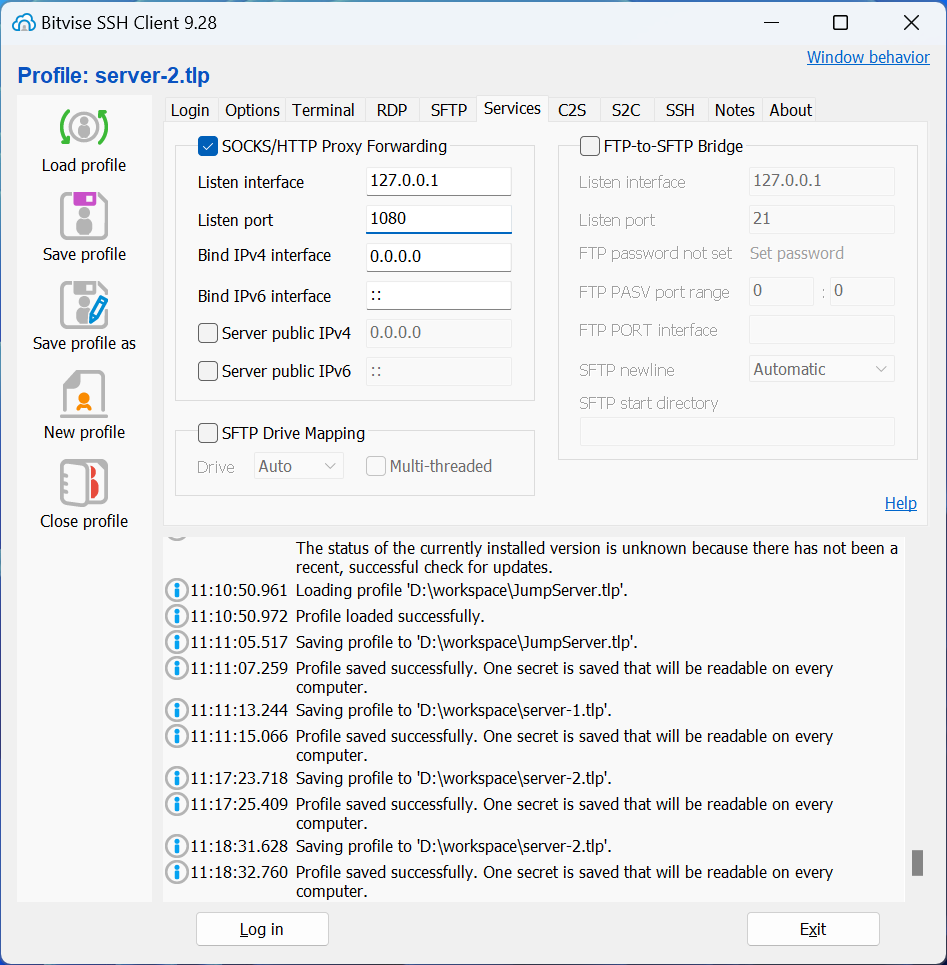 Bitvise SSH Client 9.28
Window behavior
Profile: server-2.tlp
Load profile
Save profile
Save profile as
New profile
Close profile
Login Options Terminal RDP SFTP Services C2S S2C SSH Notes About
SOCKS/HTTP Proxy Forwarding
Listen interface 127.0.0.1
Listen port 1080
Bind IPv4 interface 0.0.0.0
Bind IPv6 interface ::
Server public IPv4 0.0.0.0
Server public IPv6 ::
SFTP Drive Mapping
Drive Auto Multi-threaded
FTP-to-SFTP Bridge
Listen interface 127.0.0.1
Listen port 21
FTP password not set Set password
FTP PASV port range 0 : 0
FTP PORT interface
SFTP newline Automatic
SFTP start directory
Help
The status of the currently installed version is unknown because there has not been a
recent, successful check for updates.
11:10:50.961 Loading profile 'D:\workspace\JumpServer.tlp'.
11:10:50.972 Profile loaded successfully.
11:11:05.517 Saving profile to 'D:\workspace\JumpServer.tlp'.
11:11:07.259 Profile saved successfully. One secret is saved that will be readable on every
computer.
11:11:13.244 Saving profile to 'D:\workspace\server-1.tlp'.
11:11:15.066 Profile saved successfully. One secret is saved that will be readable on every
computer.
11:17:23.718 Saving profile to 'D:\workspace\server-2.tlp'.
11:17:25.409 Profile saved successfully. One secret is saved that will be readable on every
computer.
11:18:31.628 Saving profile to 'D:\workspace\server-2.tlp'.
11:18:32.760 Profile saved successfully. One secret is saved that will be readable on every
computer.
Log in
Exit